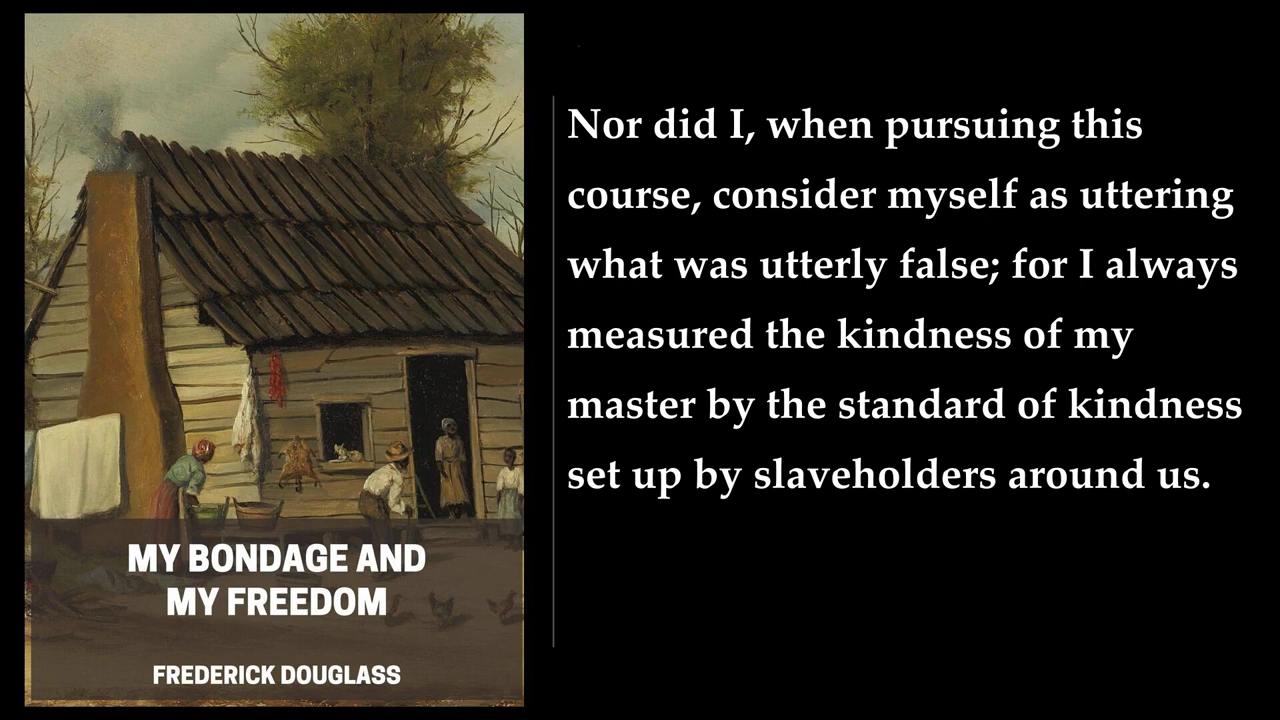 MY BONDAGE AND
MY FREEDOM
FREDERICK DOUGLASS
Nor did I, when pursuing this
course, consider myself as uttering
what was utterly false; for I always
measured the kindness of my
master by the standard of kindness
set up by slaveholders around us.